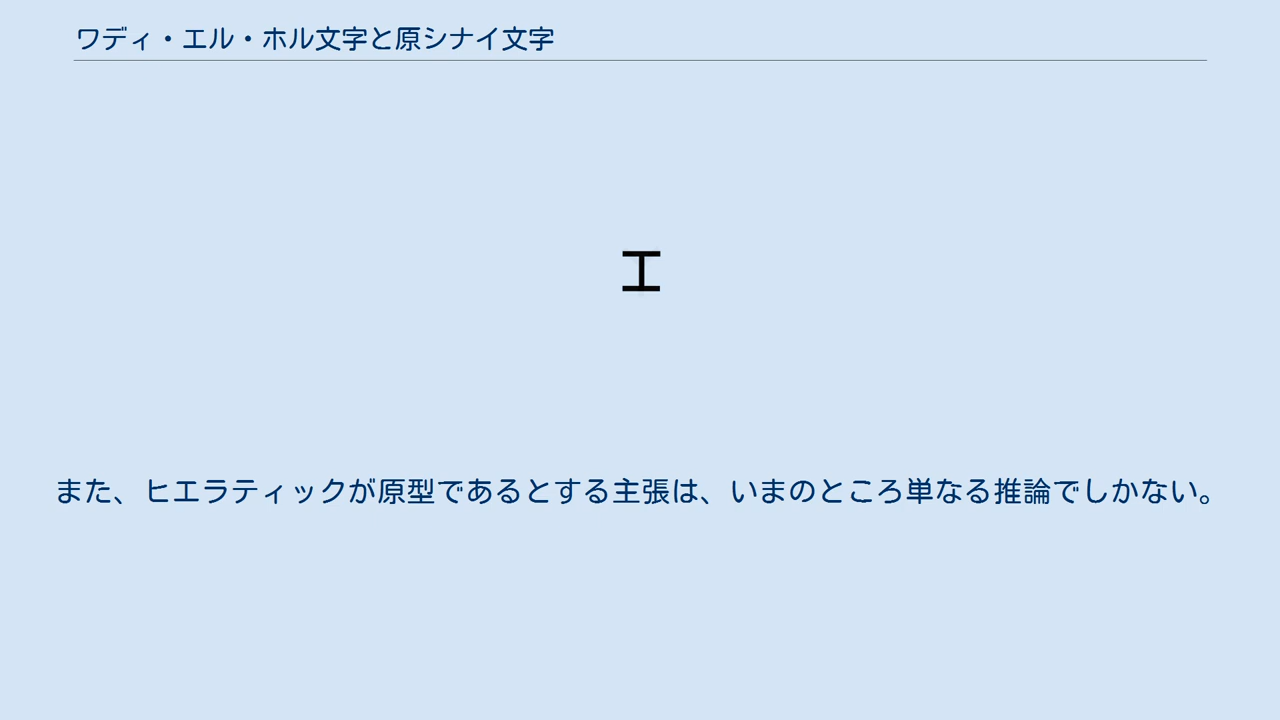 ワディ・エル・ホル文字と原シナイ文字
工
また、ヒエラティックが原型であるとする主張は、いまのところ単なる推論でしかない。